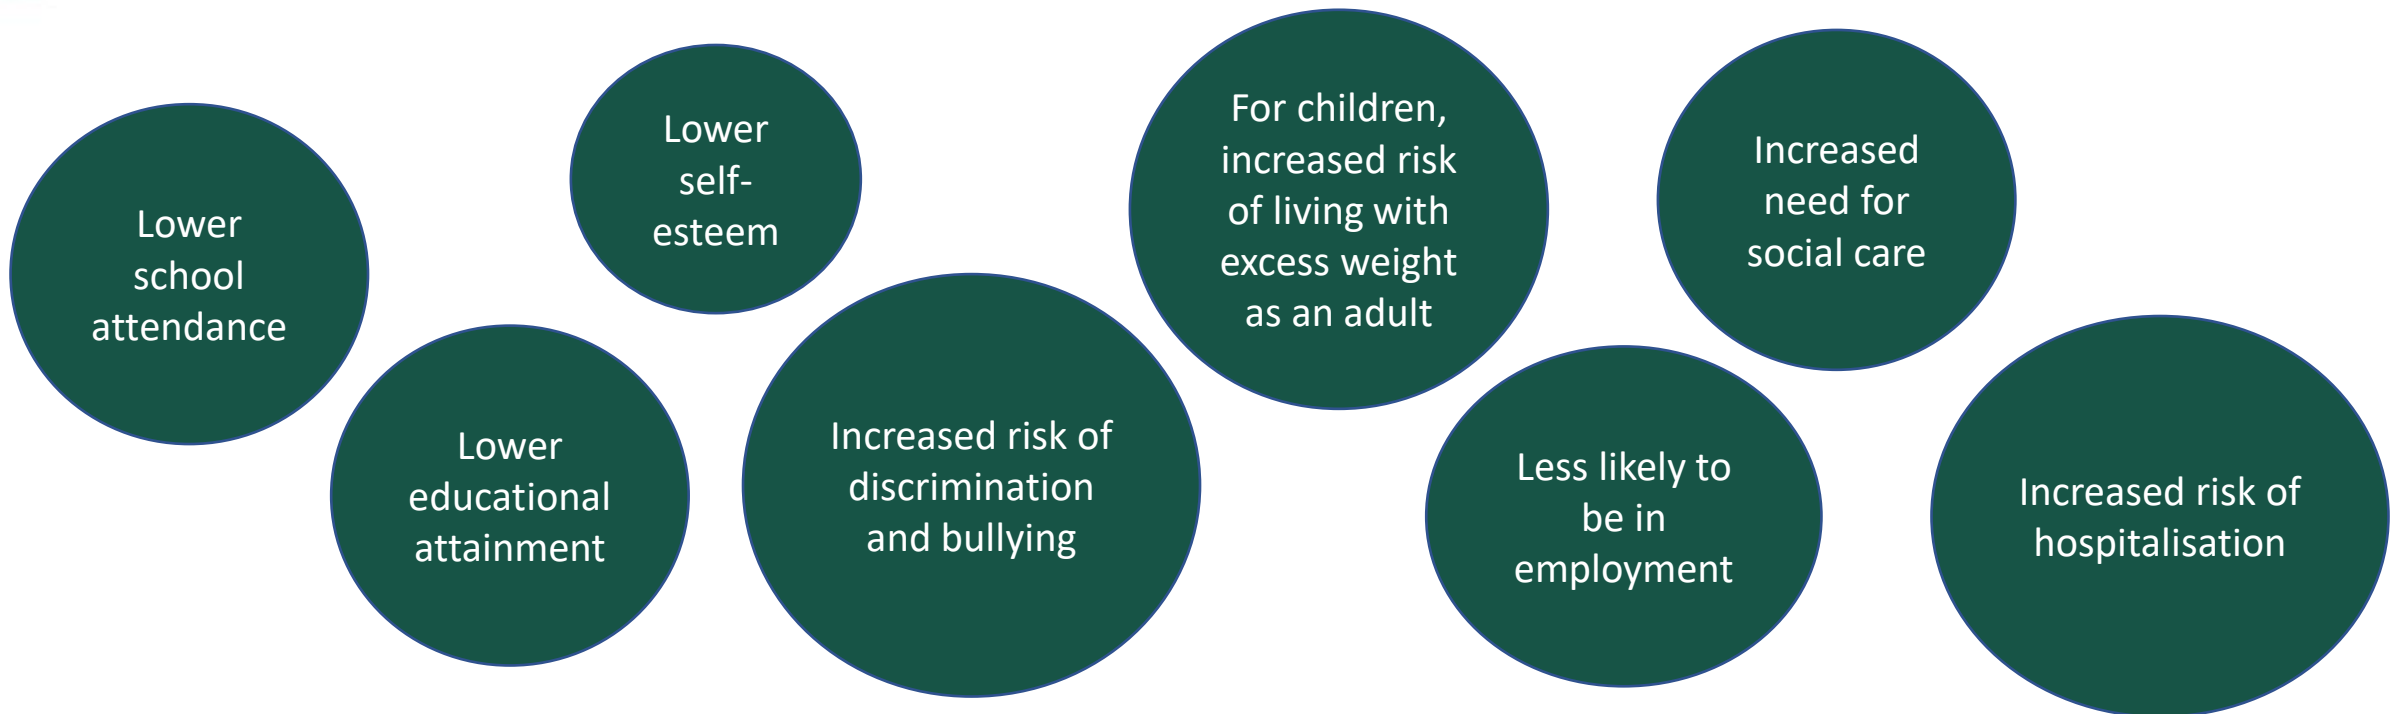 Lower
school
attendance
Lower
educational
attainment
Lower
self-
esteem
Increased risk of
discrimination
and bullying
For children,
increased risk
of living with
excess weight
as an adult
Less likely to
be in
employment
Increased
need for
social care
Increased risk of
hospitalisation